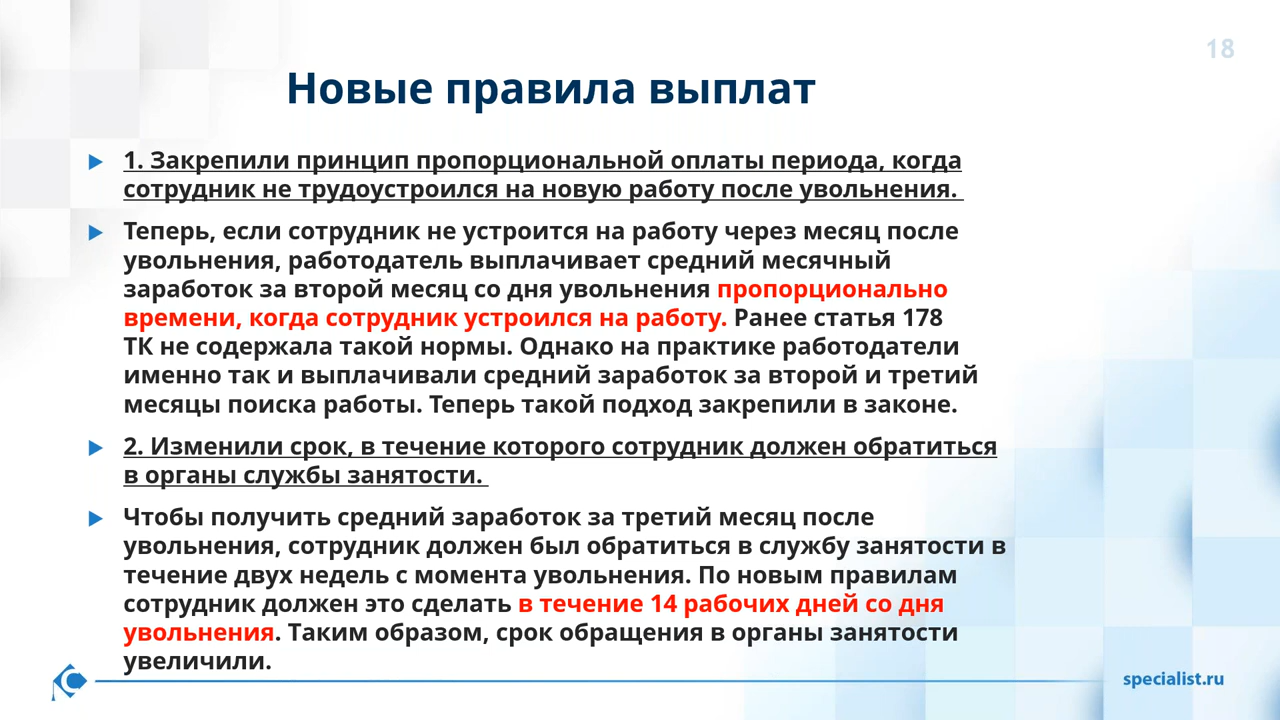 18
Новые правила выплат
1. Закрепили принцип пропорциональной оплаты периода, когда
сотрудник не трудоустроился на новую работу после увольнения.
Теперь, если сотрудник не устроится на работу через месяц после
увольнения, работодатель выплачивает средний месячный
заработок за второй месяц со дня увольнения пропорционально
времени, когда сотрудник устроился на работу. Ранее статья 178
ТК не содержала такой нормы. Однако на практике работодатели
именно так и выплачивали средний заработок за второй и третий
месяцы поиска работы. Теперь такой подход закрепили в законе.
2. Изменили срок, в течение которого сотрудник должен обратиться
в органы службы занятости.
Чтобы получить средний заработок за третий месяц после
увольнения, сотрудник должен был обратиться в службу занятости в
течение двух недель с момента увольнения. По новым правилам
сотрудник должен это сделать в течение 14 рабочих дней со дня
увольнения. Таким образом, срок обращения в органы занятости
увеличили.
specialist.ru